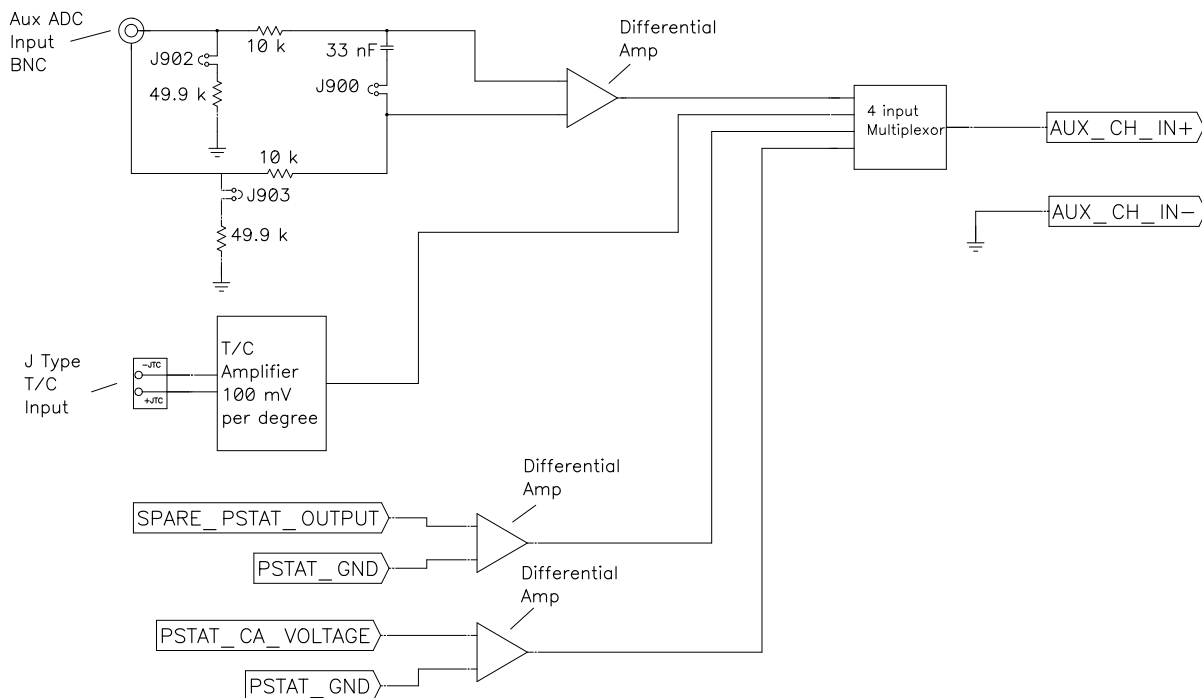 Aux ADC
Input
BNC
10 k
J902
49.9 k
33 nF
J900
Differential
Amp
4 input
Multiplexor
AUX_CH_IN+
10 k
J903
49.9 k
AUX_CH_IN-
J Type
T/C
Input
-JTC
+JTC
T/C
Amplifier
100 mV
per degree
Differential
Amp
SPARE_PSTAT_OUTPUT
PSTAT_GND
Differential
Amp
PSTAT_CA_VOLTAGE
PSTAT_GND